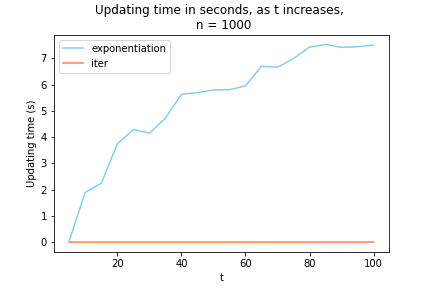 Updating time in seconds, as t increases,
n = 1000
exponentiation
iter
Updating time (s)
7
6
5
4
3
2
1
0
20
40
60
80
100
t